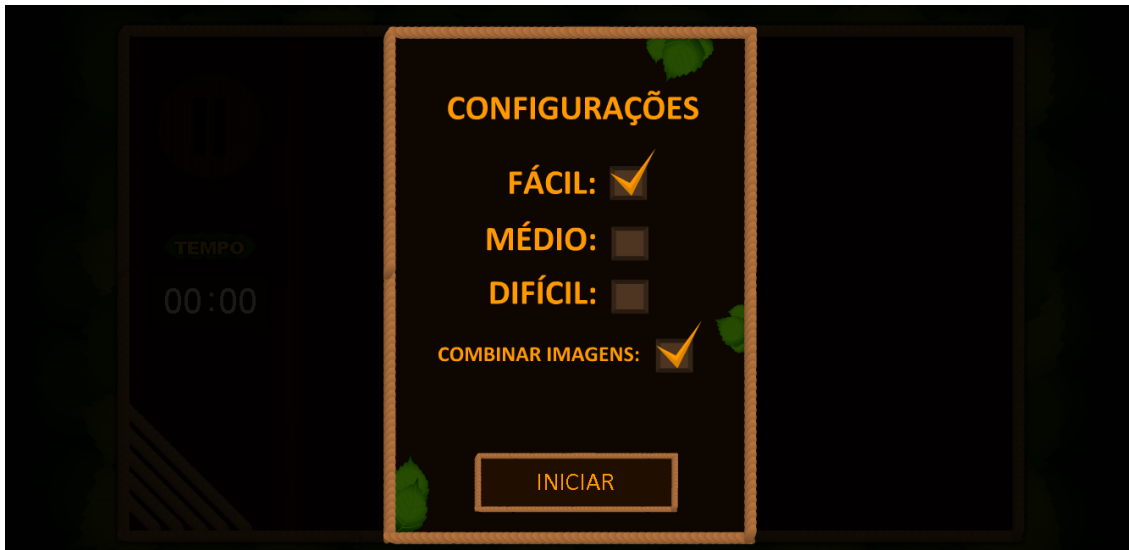 CONFIGURAÇÕES
FÁCIL:
MÉDIO:
DIFÍCIL:
COMBINAR IMAGENS:
INICIAR
TEMPO
00:00